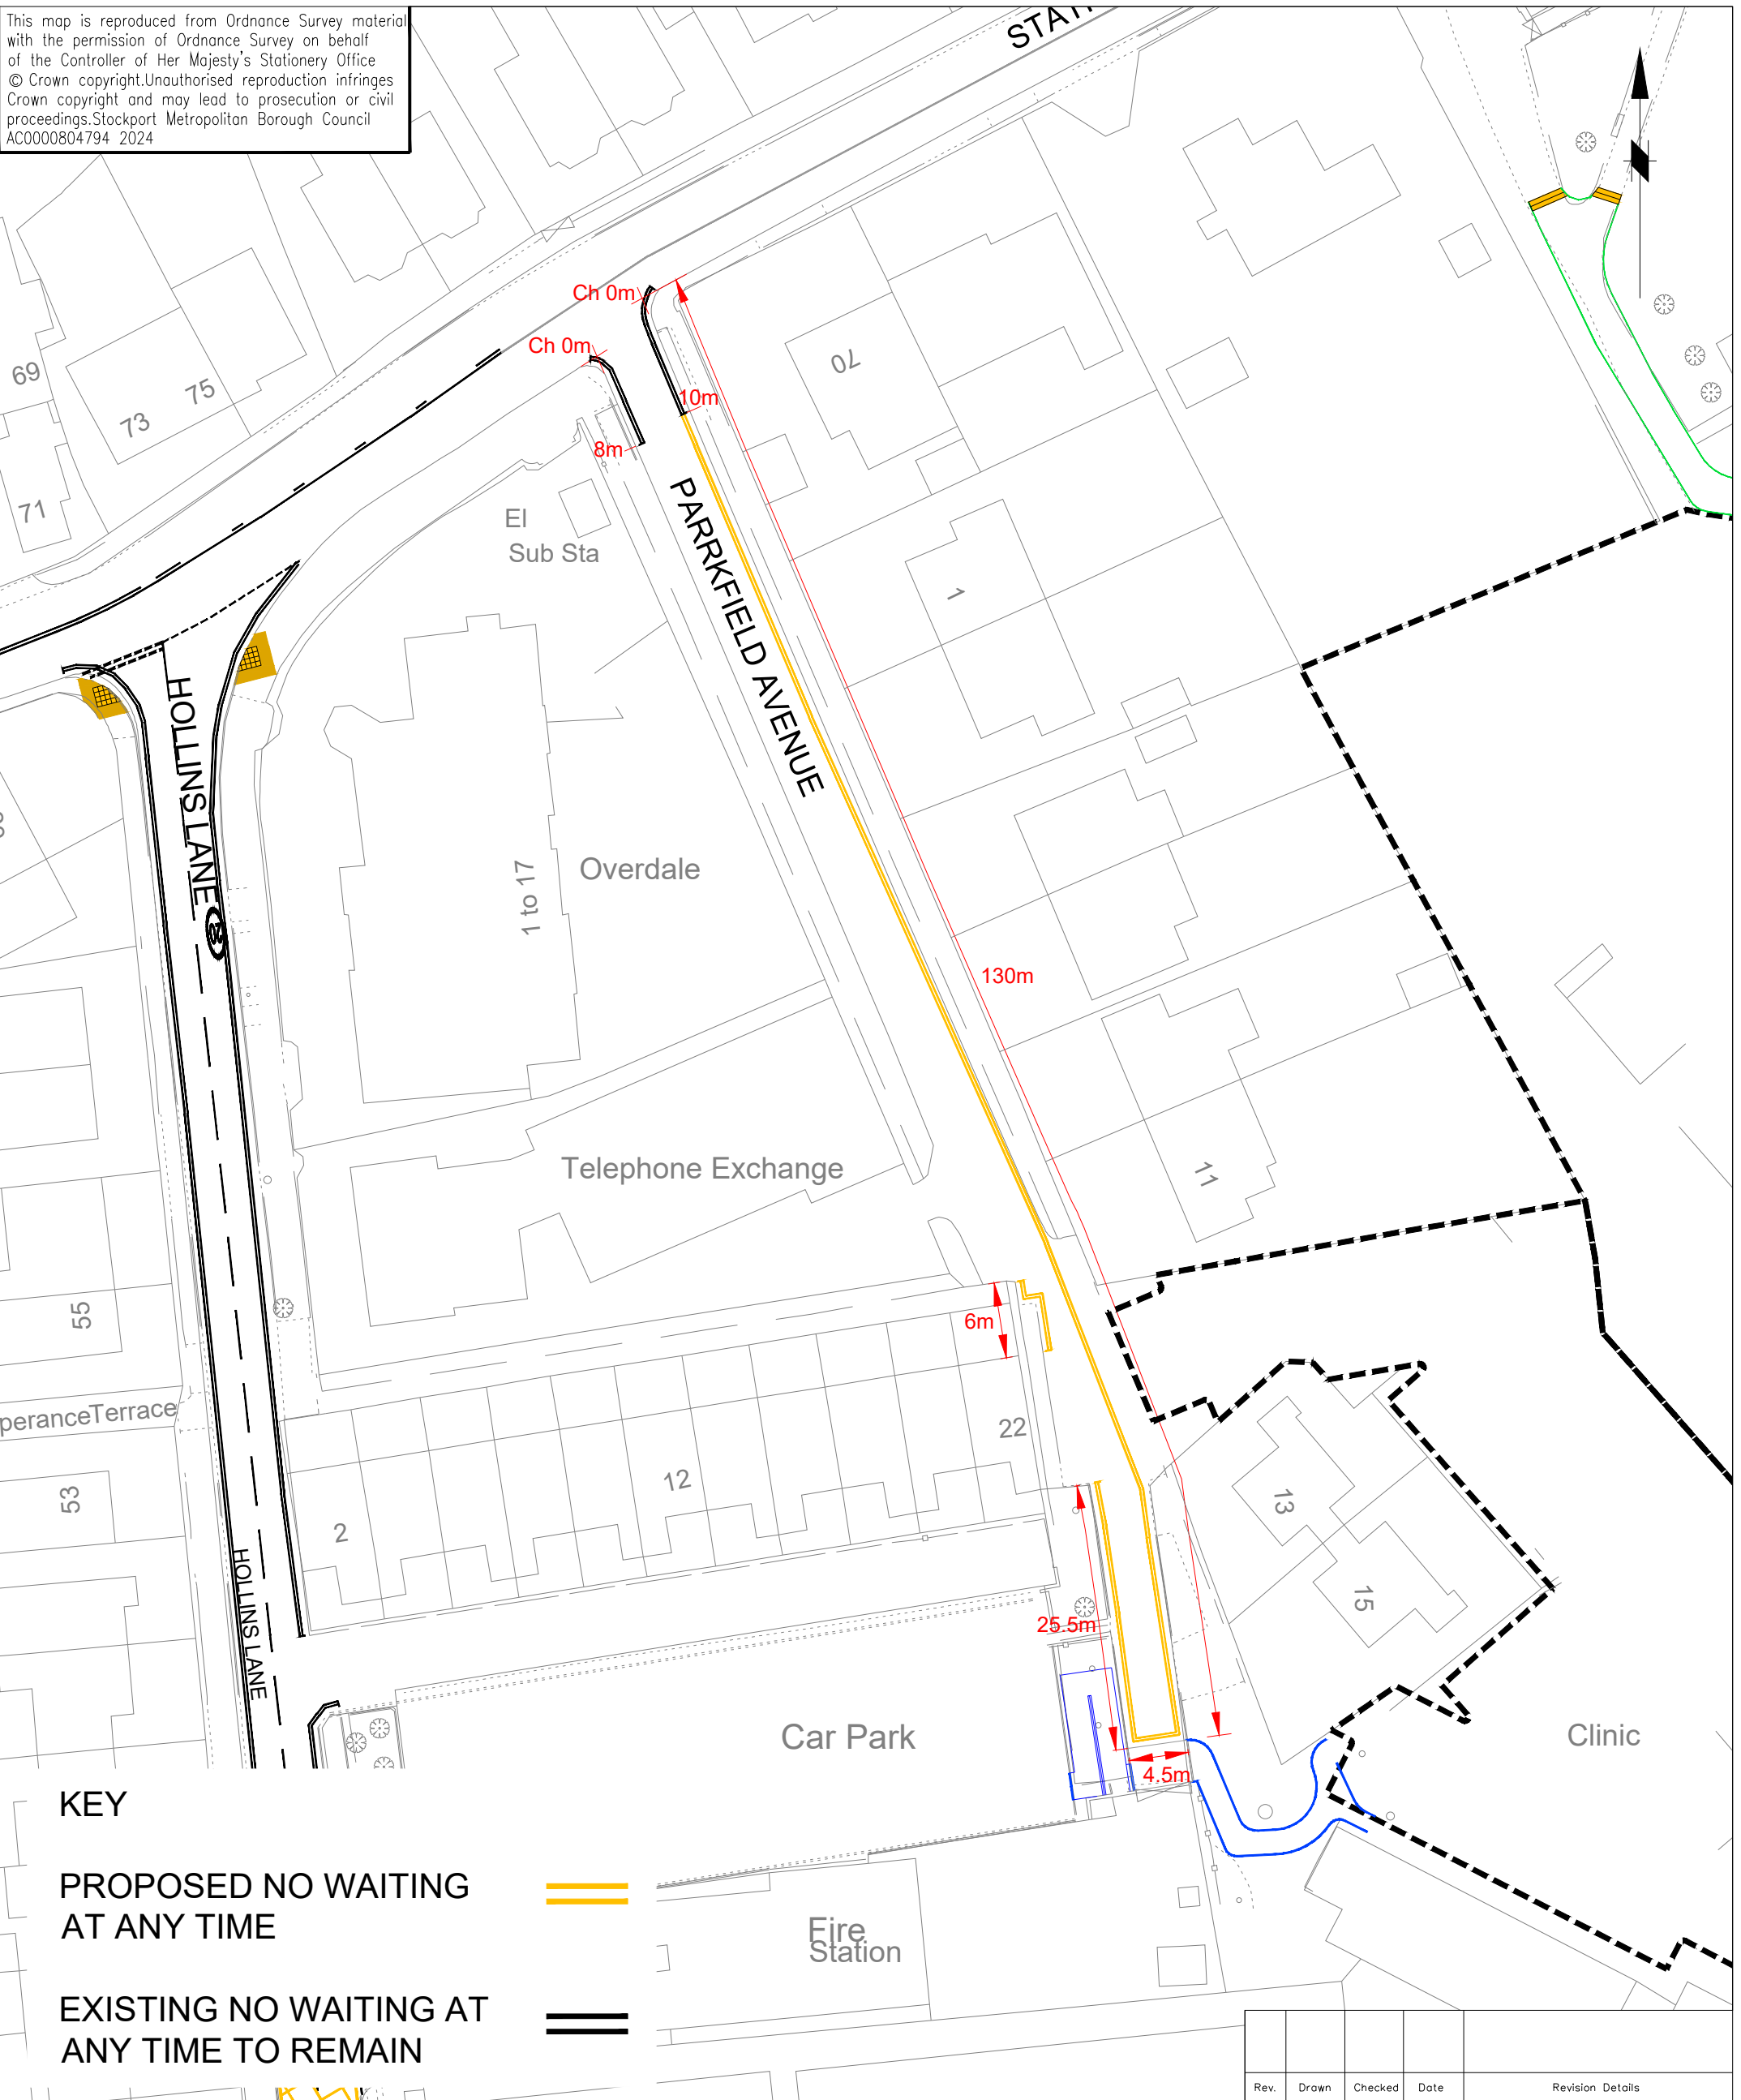 This map is reproduced from Ordnance Survey material
with the permission of Ordnance Survey on behalf
of the Controller of Her Majesty's Stationery Office
© Crown copyright.Unauthorised reproduction infringes
Crown copyright and may lead to prosecution or civil
proceedings.Stockport Metropolitan Borough Council
AC0000804794 2024
Ch 0m
Ch 0m
69
75
73
70
10m
8m
71
El
Sub Sta
PARRKFIELD AVENUE
1
HOLLINS LANE
20
Overdale
1 to 17
130m
Telephone Exchange
11
55
6m
peranceTerrace
22
12
53
2
13
15
HOLLINS LANE
25.5m
Car Park
4.5m
Clinic
KEY
PROPOSED NO WAITING
AT ANY TIME
Fire
Station
EXISTING NO WAITING AT
ANY TIME TO REMAIN
Rev. Drawn Checked Date Revision Details